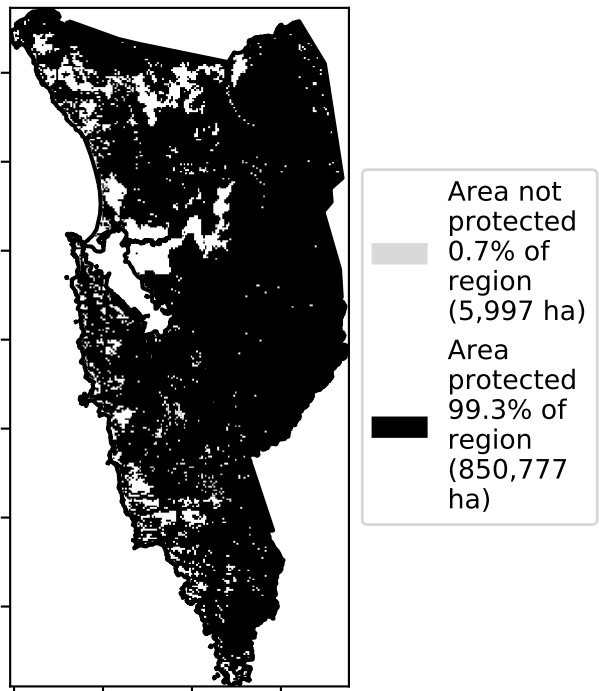 Area not
protected
0.7% of
region
(5,997 ha)
Area
protected
99.3% of
region
(850,777
ha)